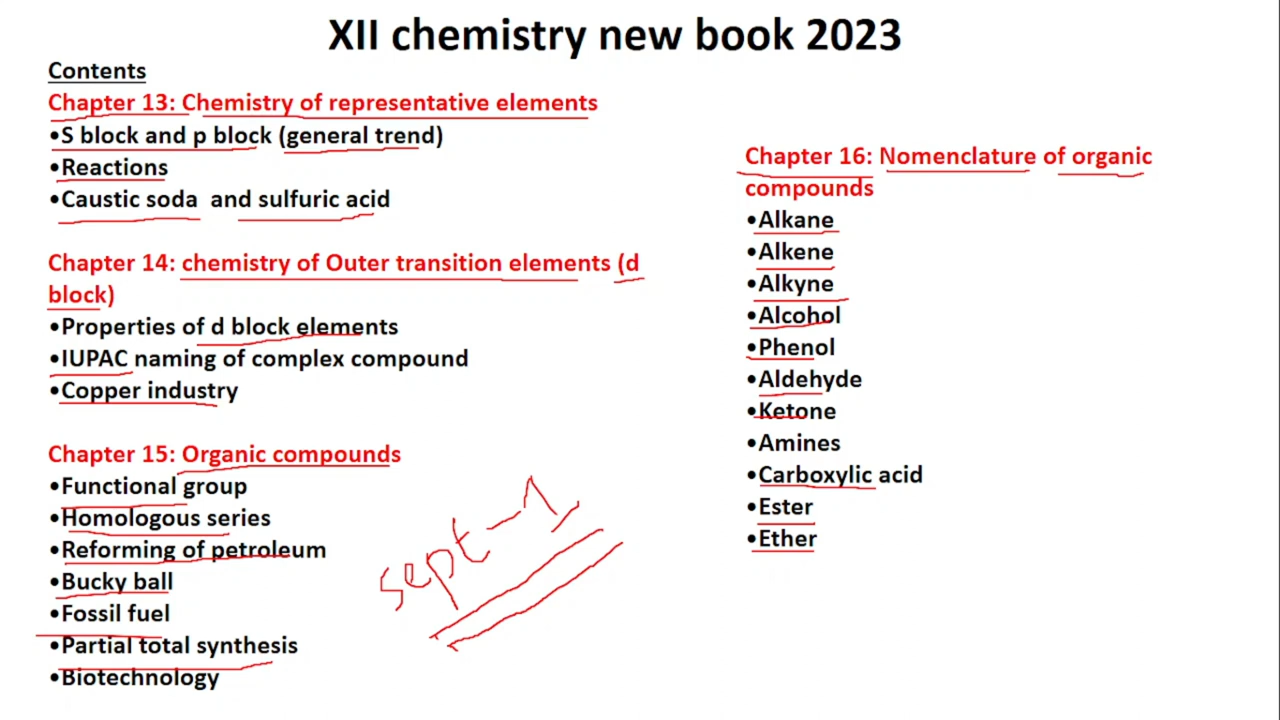 XII chemistry new book 2023
Contents
Chapter 13: Chemistry of representative elements
•S block and p block (general trend)
•Reactions
•Caustic soda  and sulfuric acid
Chapter 14: chemistry of Outer transition elements (d
block)
•Properties of d block elements
•IUPAC naming of complex compound
•Copper industry
Chapter 15: Organic compounds
•Functional group
•Homologous series
•Reforming of petroleum
•Bucky ball
•Fossil fuel
•Partial total synthesis
•Biotechnology
sept-1
Chapter 16: Nomenclature of organic
compounds
•Alkane
•Alkene
•Alkyne
•Alcohol
•Phenol
•Aldehyde
•Ketone
•Amines
•Carboxylic acid
•Ester
•Ether